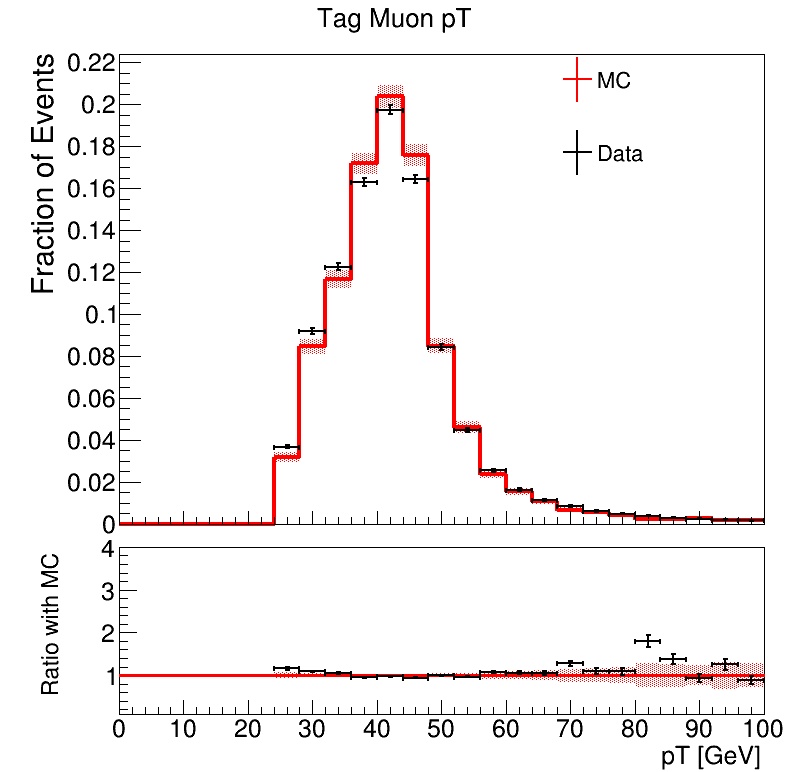 Tag Muon pT
Fraction of Events
0.22
0.2
0.18
0.16
0.14
0.12
0.1
0.08
0.06
0.04
0.02
0
MC
Data
Ratio with MC
4
3
2
1
0 10 20 30 40 50 60 70 80 90 100
pT [GeV]